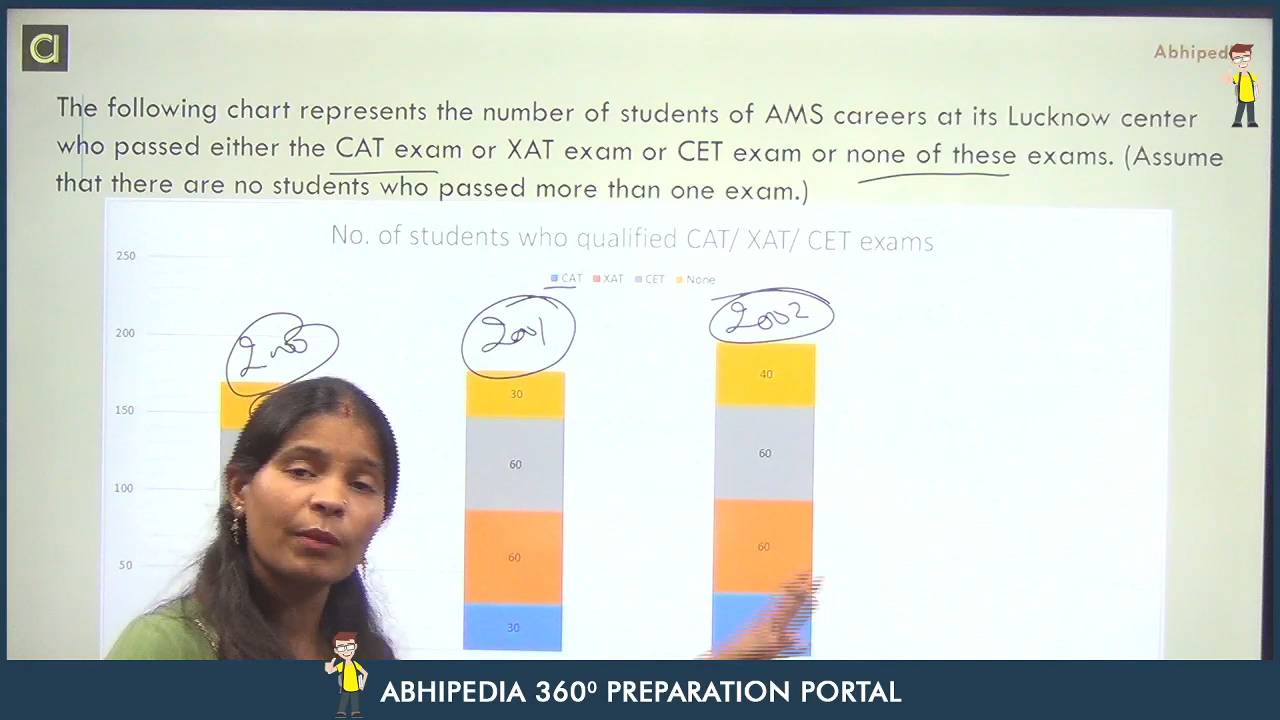 a
Abhiped
The following chart represents the number of students of AMS careers at its Lucknow center
who passed either the CAT exam or XAT exam or CET exam or none of these exams. (Assume
that there are no students who passed more than one exam.)
No. of students who qualified CAT/ XAT/ CET exams
250
CAT XAT CET None
200
2000
2001
2002
150
100
50
30
60
60
30
40
60
60
ABHIPEDIA 360⁰ PREPARATION PORTAL